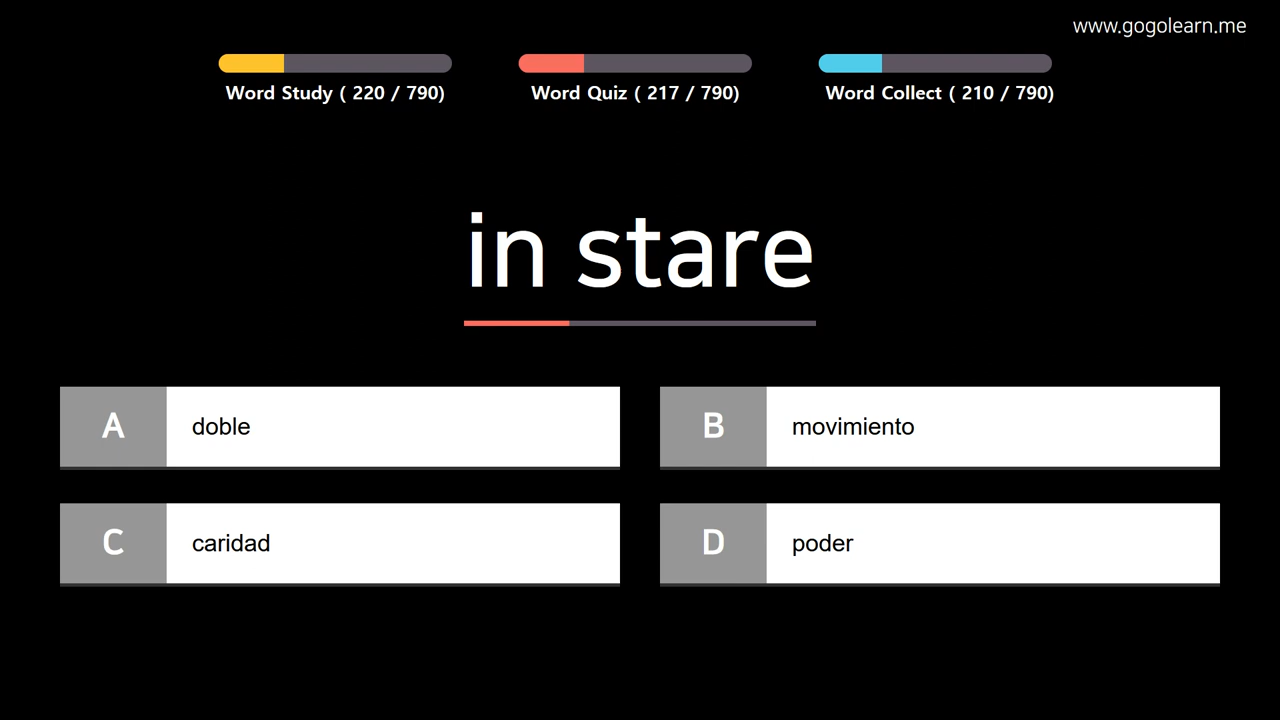 www.gogolearn.me
Word Study ( 220 / 790)
Word Quiz ( 217 / 790)
Word Collect ( 210 / 790)
in stare
A doble
B movimiento
C caridad
D poder